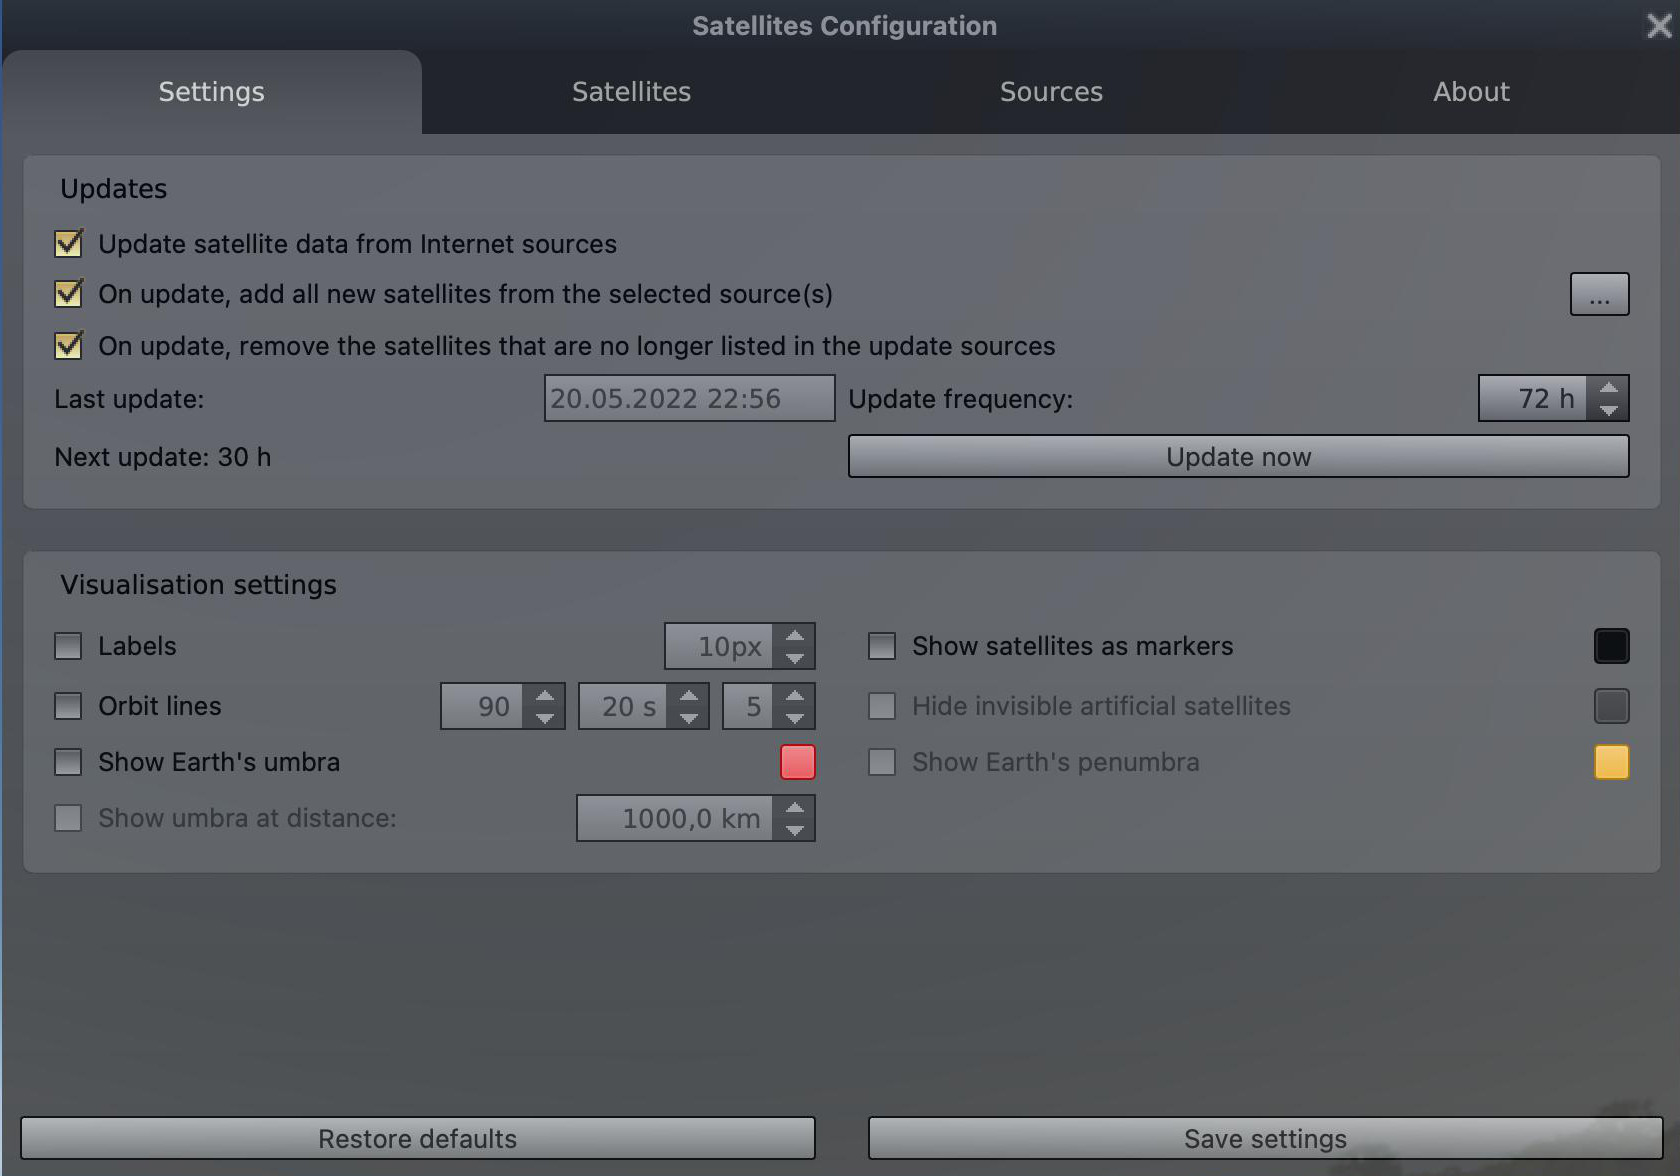 Satellites Configuration
Settings Satellites Sources About
Updates
Update satellite data from Internet sources
On update, add all new satellites from the selected source(s) ...
On update, remove the satellites that are no longer listed in the update sources
Last update: 20.05.2022 22:56 Update frequency: 72 h
Next update: 30 h Update now
Visualisation settings
Labels 10px Show satellites as markers
Orbit lines 90 20 s 5 Hide invisible artificial satellites
Show Earth's umbra Show Earth's penumbra
Show umbra at distance: 1000,0 km
Restore defaults Save settings